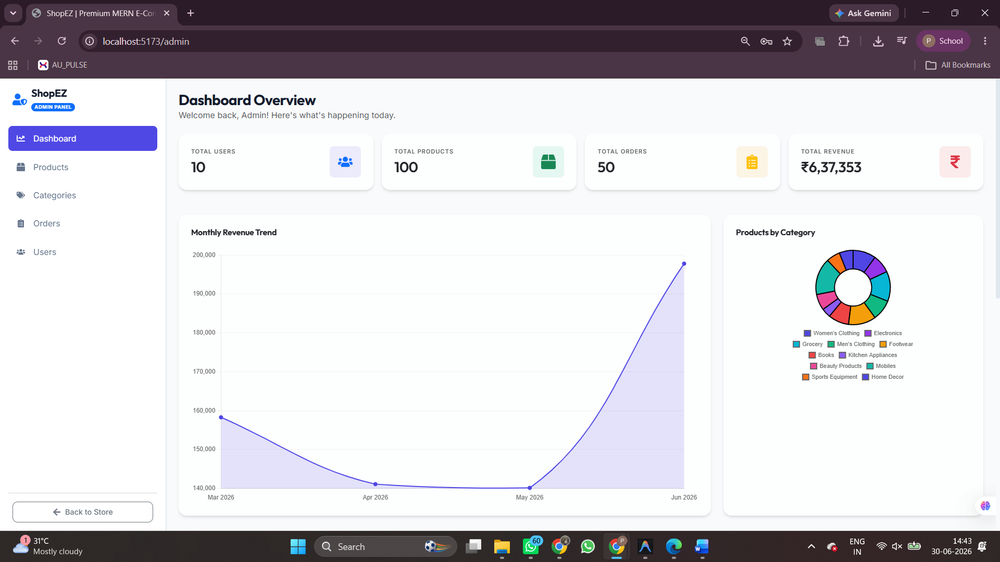 ShopEZ | Premium MERN E-Con
Ask Gemini
localhost:5173/admin
P School
AU_PULSE
All Bookmarks
ShopEZ
ADMIN PANEL
Dashboard
Products
Categories
Orders
Users
Back to Store
Dashboard Overview
Welcome back, Admin! Here's what's happening today.
TOTAL USERS
10
TOTAL PRODUCTS
100
TOTAL ORDERS
50
TOTAL REVENUE
₹6,37,353
Monthly Revenue Trend
200,000
190,000
180,000
170,000
160,000
150,000
140,000
Mar 2026 Apr 2026 May 2026 Jun 2026
Products by Category
Women's Clothing Electronics
Grocery Men's Clothing Footwear
Books Kitchen Appliances
Beauty Products Mobiles
Sports Equipment Home Decor
1
31°C
Mostly cloudy
Search
60
P
W
ENG
IN
14:43
30-06-2026